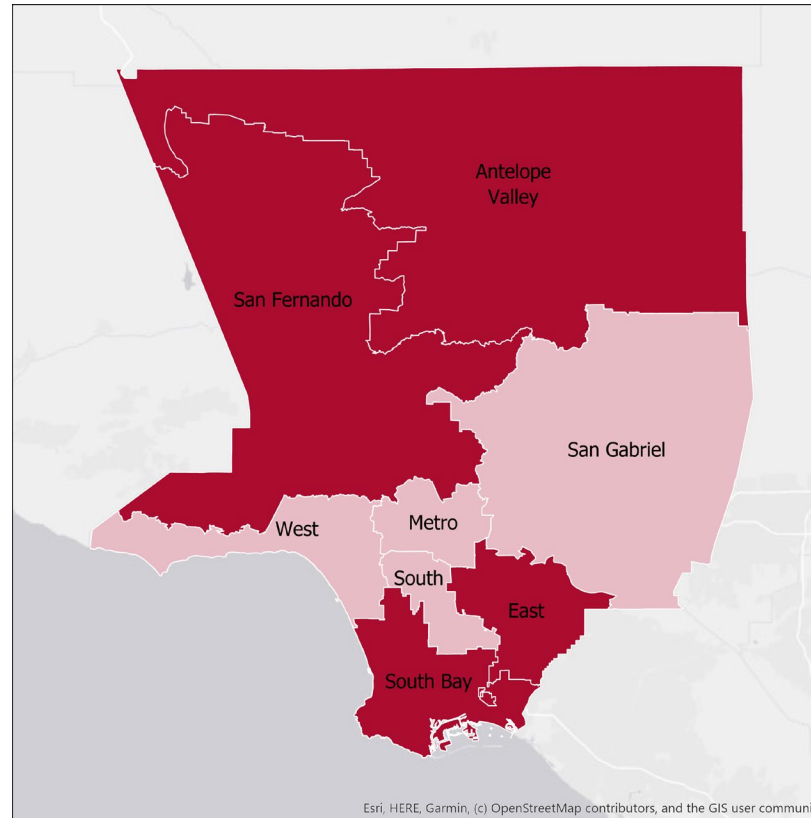 Antelope
Valley
San Fernando
San Gabriel
West
Metro
South
East
South Bay
Esri, HERE, Garmin, (c) OpenStreetMap contributors, and the GIS user communi